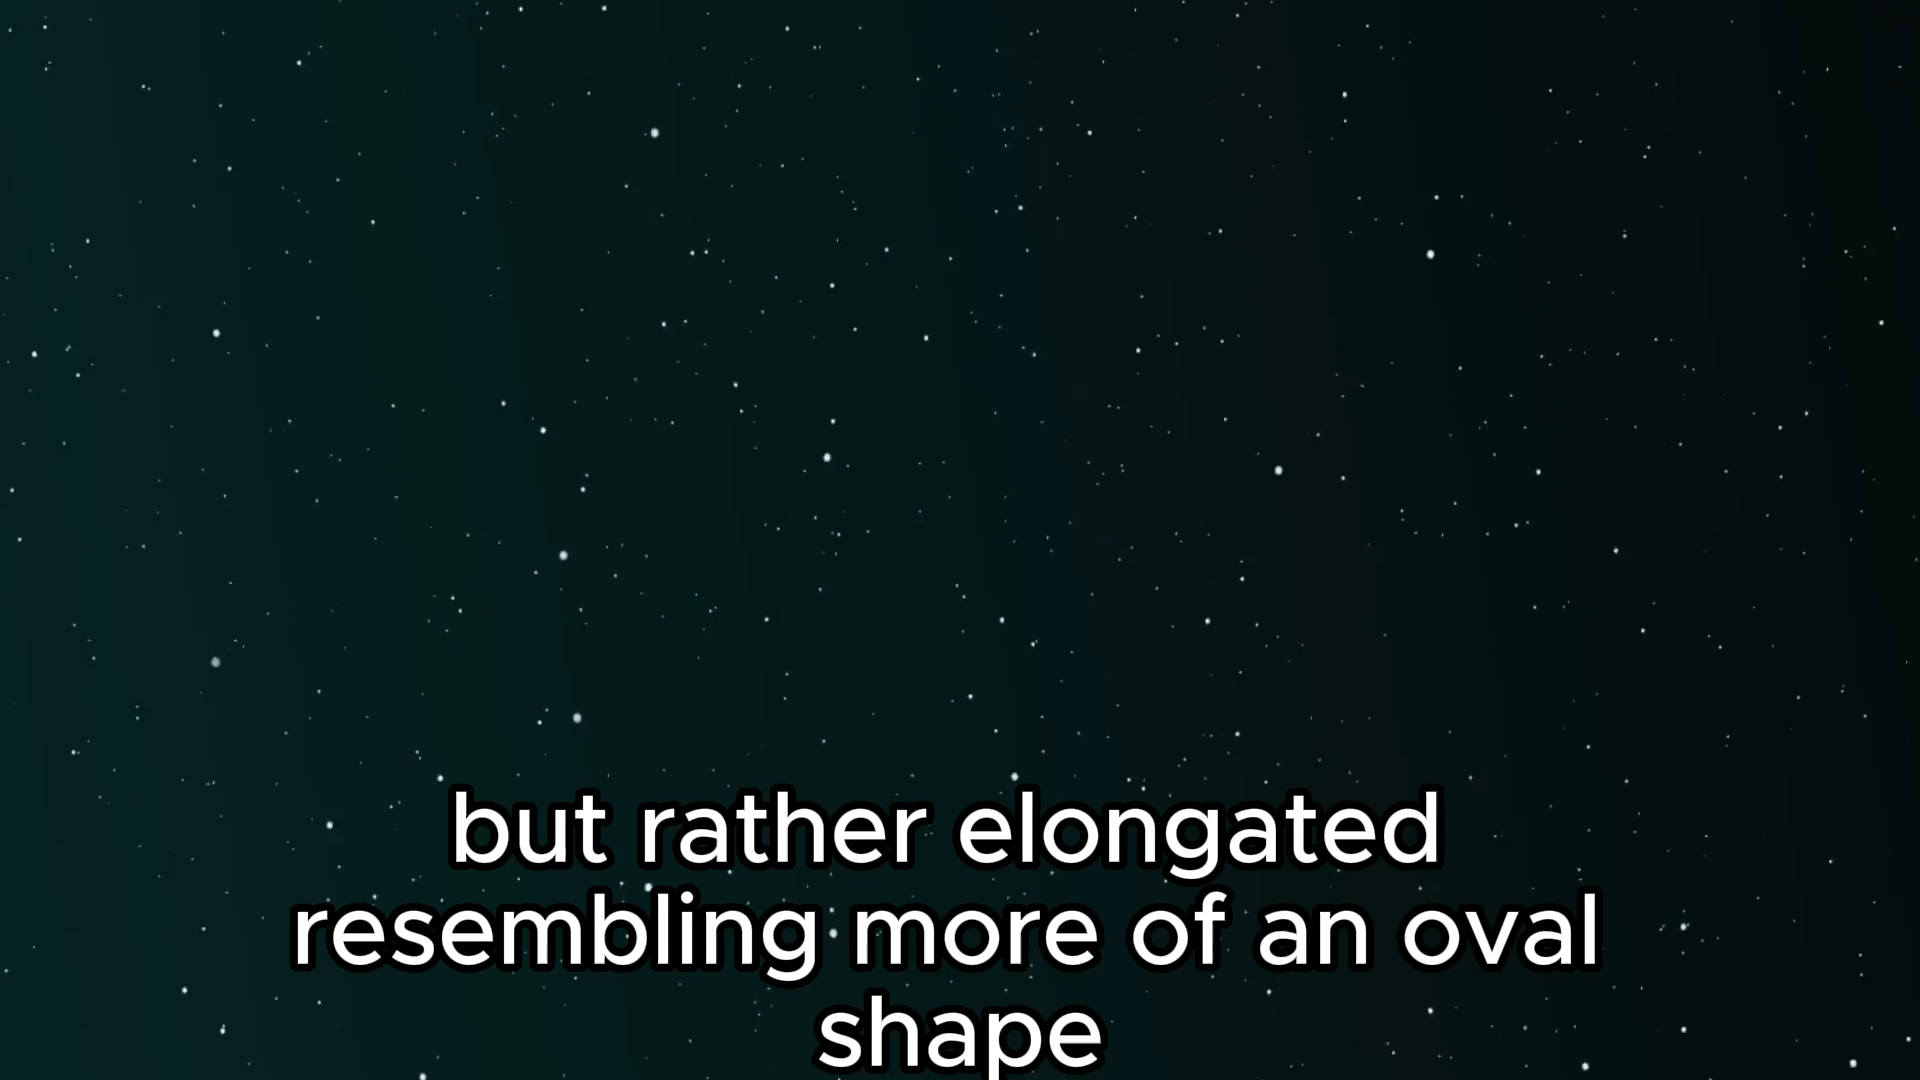 but rather elongated
resembling more of an oval
shape